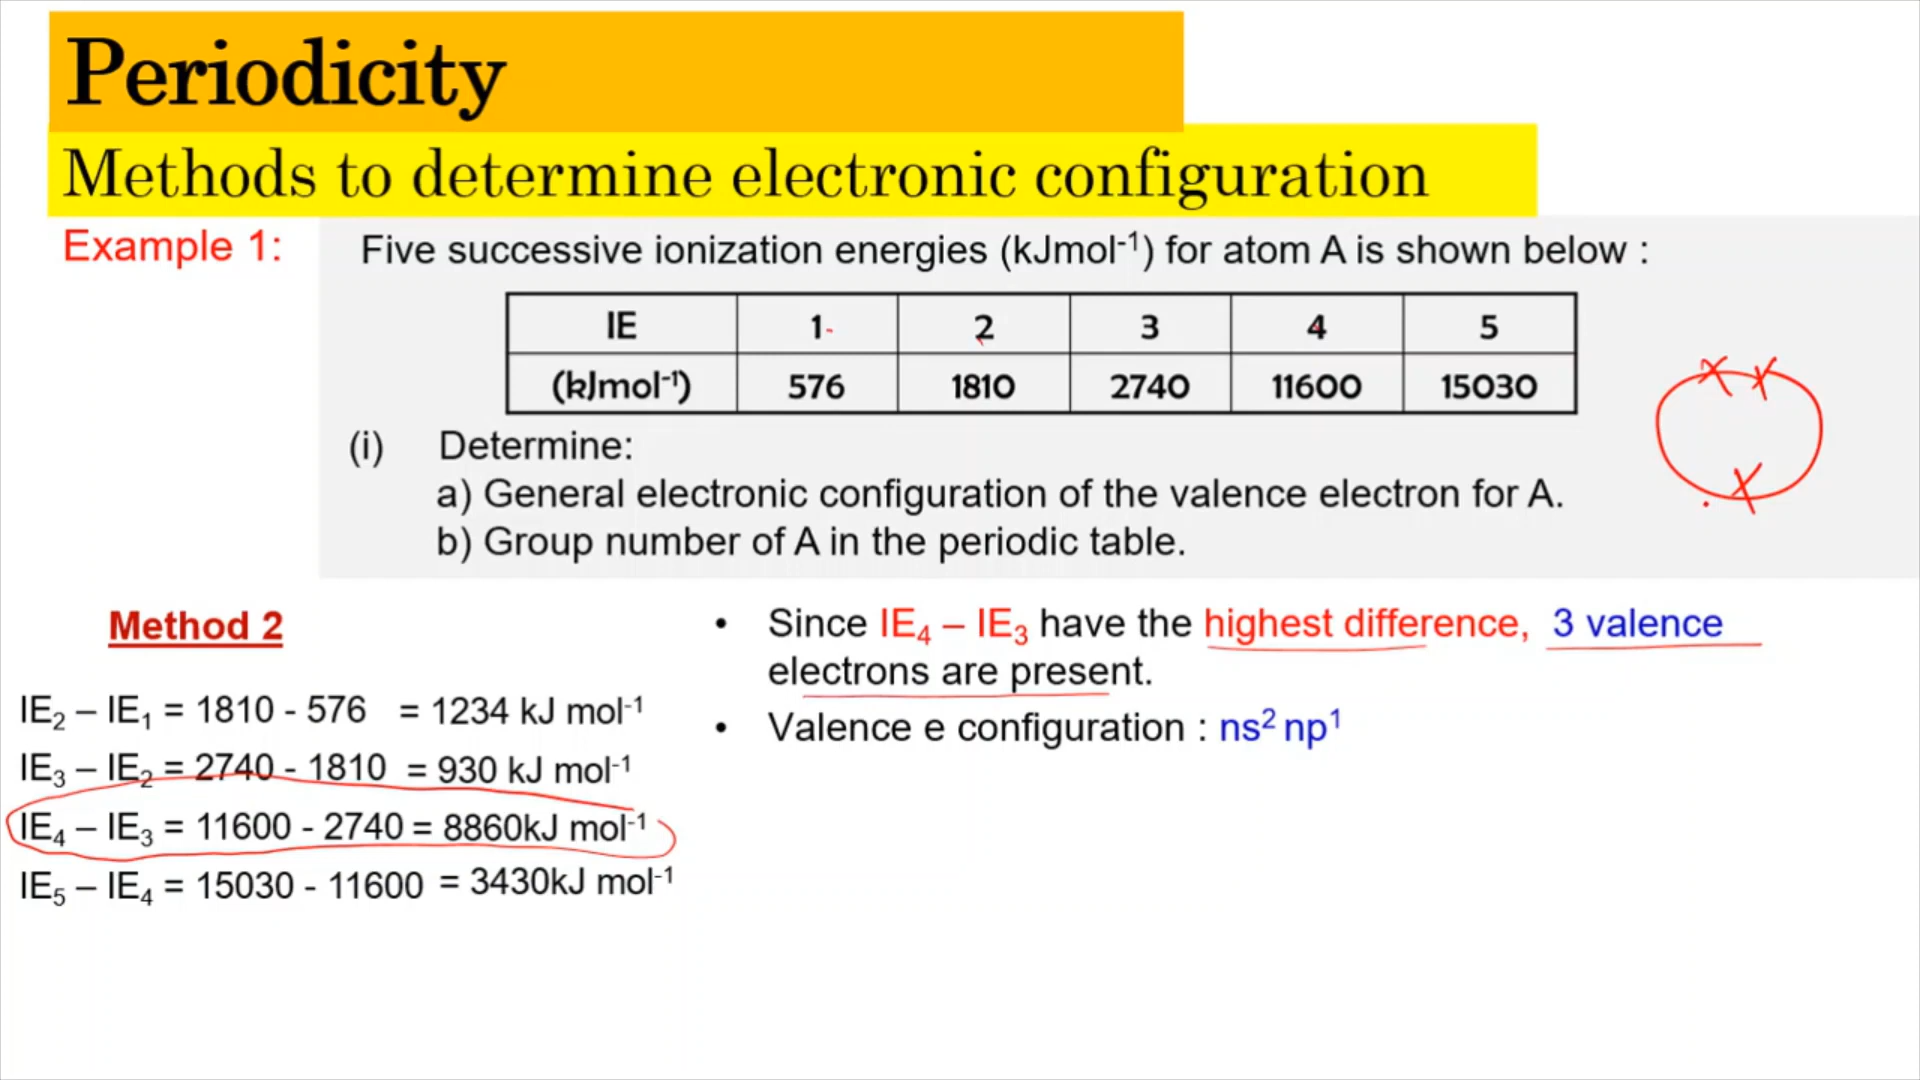 Periodicity
Methods to determine electronic configuration
Example 1:
Five successive ionization energies (kJmol⁻¹) for atom A is shown below :
IE 1 2 3 4 5
(kJmol⁻¹) 576 1810 2740 11600 15030
(i) Determine:
a) General electronic configuration of the valence electron for A.
b) Group number of A in the periodic table.
Method 2
IE₂ – IE₁ = 1810 - 576 = 1234 kJ mol⁻¹
IE₃ – IE₂ = 2740 - 1810 = 930 kJ mol⁻¹
IE₄ – IE₃ = 11600 - 2740 = 8860kJ mol⁻¹
IE₅ – IE₄ = 15030 - 11600 = 3430kJ mol⁻¹
• Since IE₄ – IE₃ have the highest difference, 3 valence
electrons are present.
• Valence e configuration : ns² np¹